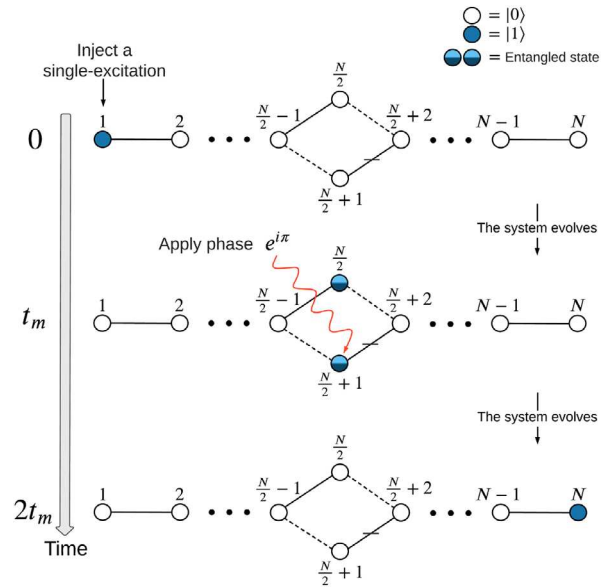 = |0⟩
= |1⟩
= Entangled state
Inject a
single-excitation
0
1
2
N/2 − 1
N/2
N/2 + 1
N/2 + 2
N − 1
N
−
The system evolves
Apply phase e^{iπ}
t_m
1
2
N/2 − 1
N/2
N/2 + 1
N/2 + 2
N − 1
N
−
The system evolves
2t_m
1
2
N/2 − 1
N/2
N/2 + 1
N/2 + 2
N − 1
N
−
Time